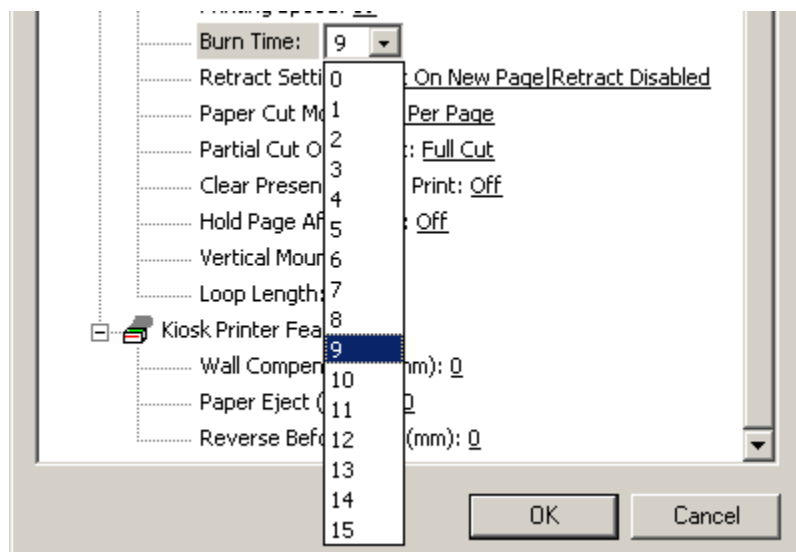 Burn Time: 9
Retract Setti : On New Page|Retract Disabled
Paper Cut Mo Per Page
Partial Cut O : Full Cut
Clear Presen Print: Off
Hold Page Af : Off
Vertical Moun
Loop Length:
Kiosk Printer Fea
Wall Compen m): 0
Paper Eject ( 0
Reverse Befo (mm): 0
0
1
2
3
4
5
6
7
8
9
10
11
12
13
14
15
OK Cancel